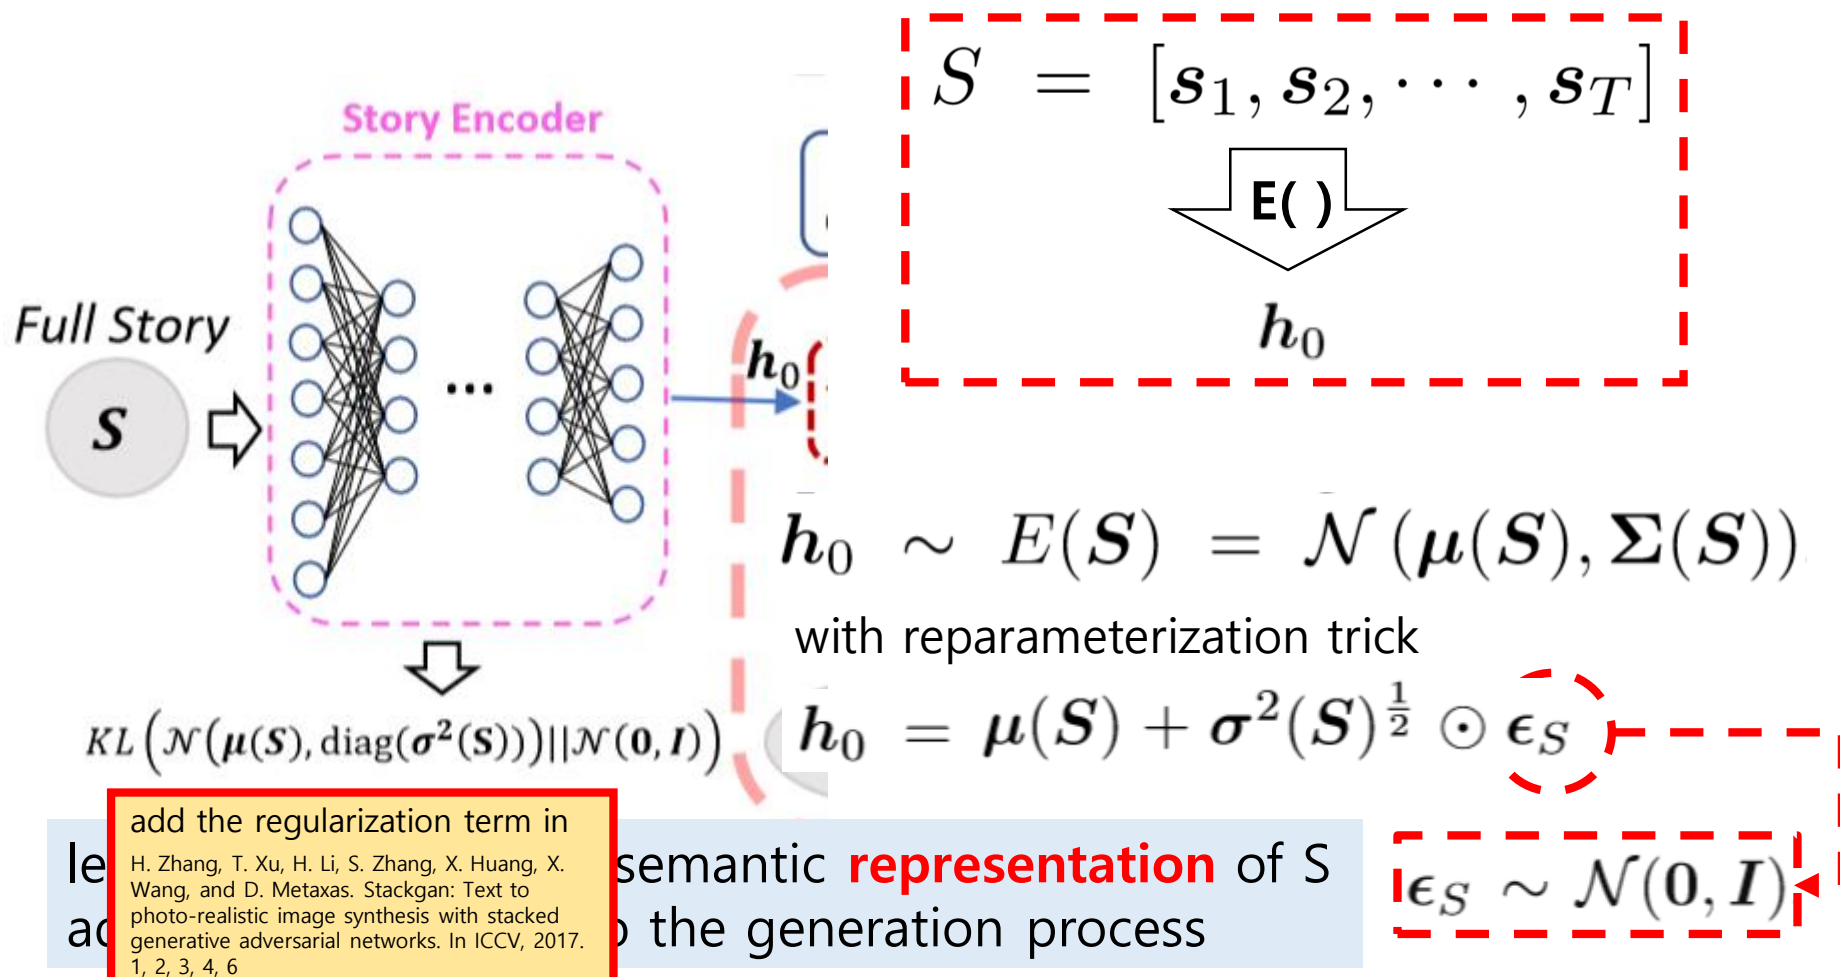 Story Encoder
Full Story
S
...
h₀
KL(𝒩(μ(S), diag(σ²(S)))||𝒩(0, I))
S = [s₁, s₂, ⋯ , s_T]
E( )
h₀
h₀ ∼ E(S) = 𝒩(μ(S), Σ(S)).
with reparameterization trick
h₀ = μ(S) + σ²(S)^{1/2} ⊙ ϵ_S
ϵ_S ∼ 𝒩(0, I)
add the regularization term in
H. Zhang, T. Xu, H. Li, S. Zhang, X. Huang, X.
Wang, and D. Metaxas. Stackgan: Text to
photo-realistic image synthesis with stacked
generative adversarial networks. In ICCV, 2017.
1, 2, 3, 4, 6
semantic representation of S
the generation process